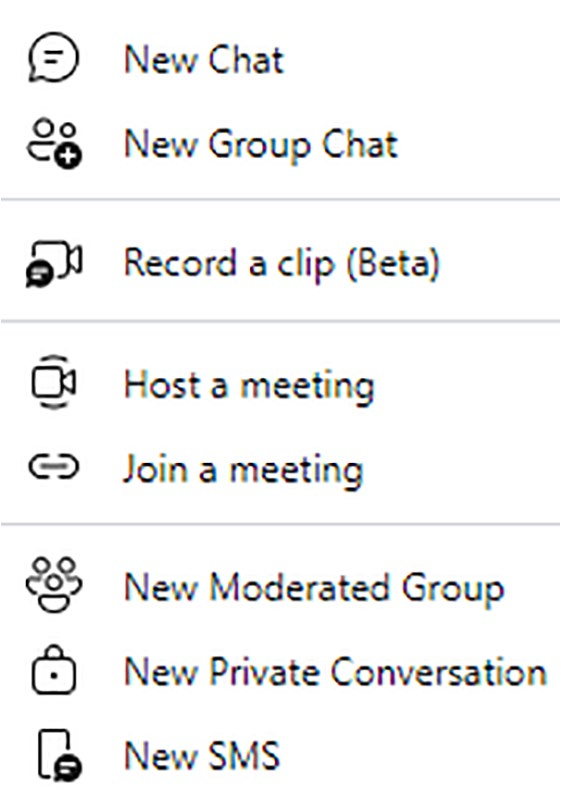 New Chat
New Group Chat
Record a clip (Beta)
Host a meeting
Join a meeting
New Moderated Group
New Private Conversation
New SMS